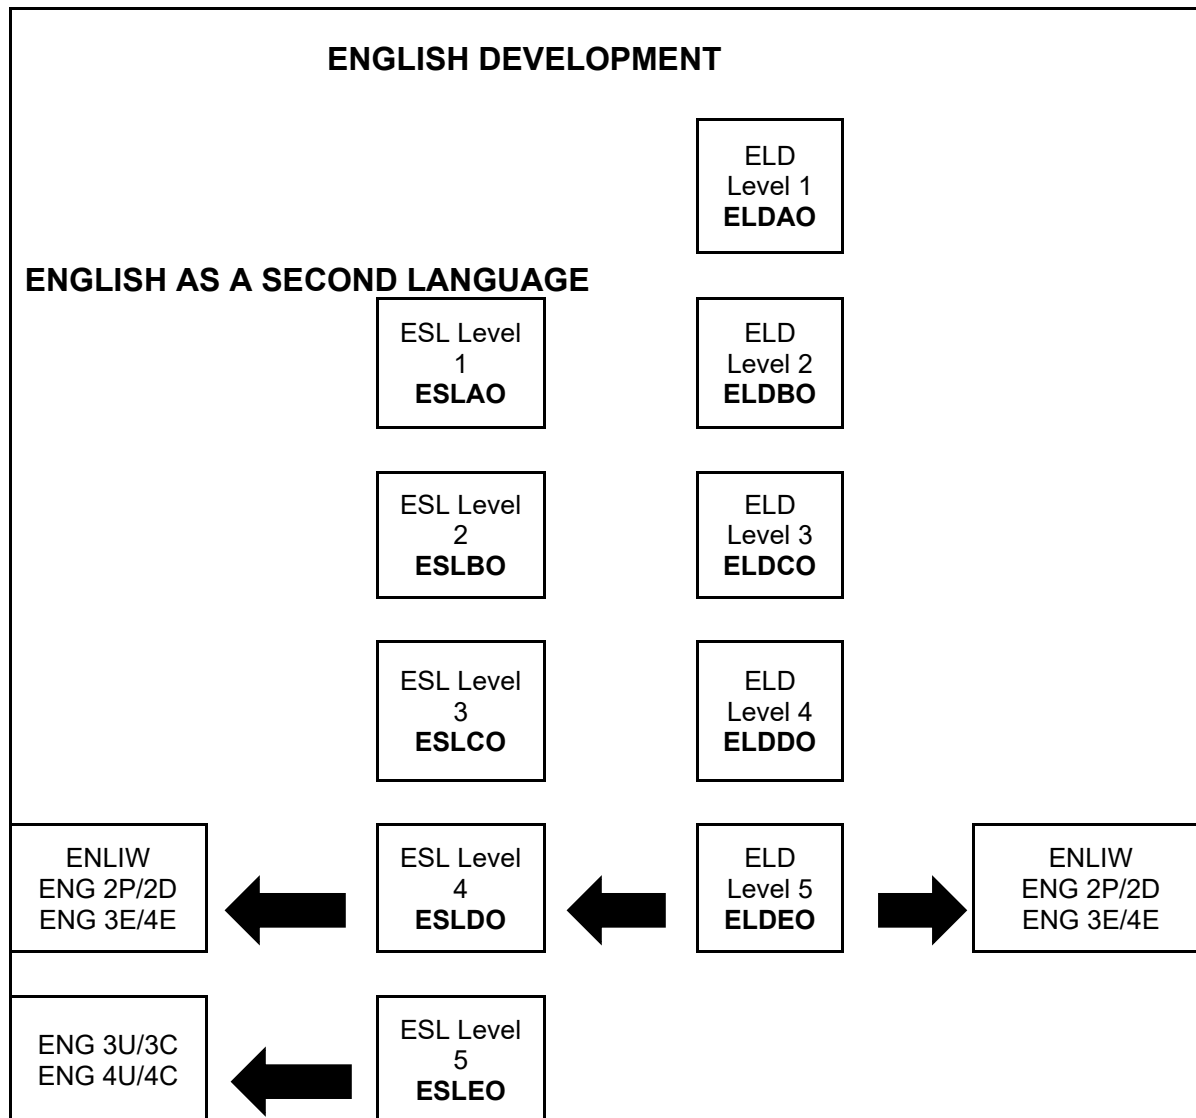 ENGLISH DEVELOPMENT
ELD
Level 1
ELDAO
ENGLISH AS A SECOND LANGUAGE
ESL Level
1
ESLAO
ELD
Level 2
ELDBO
ESL Level
2
ESLBO
ELD
Level 3
ELDCO
ESL Level
3
ESLCO
ELD
Level 4
ELDDO
ENLIW
ENG 2P/2D
ENG 3E/4E
ESL Level
4
ESLDO
ELD
Level 5
ELDEO
ENLIW
ENG 2P/2D
ENG 3E/4E
ENG 3U/3C
ENG 4U/4C
ESL Level
5
ESLEO